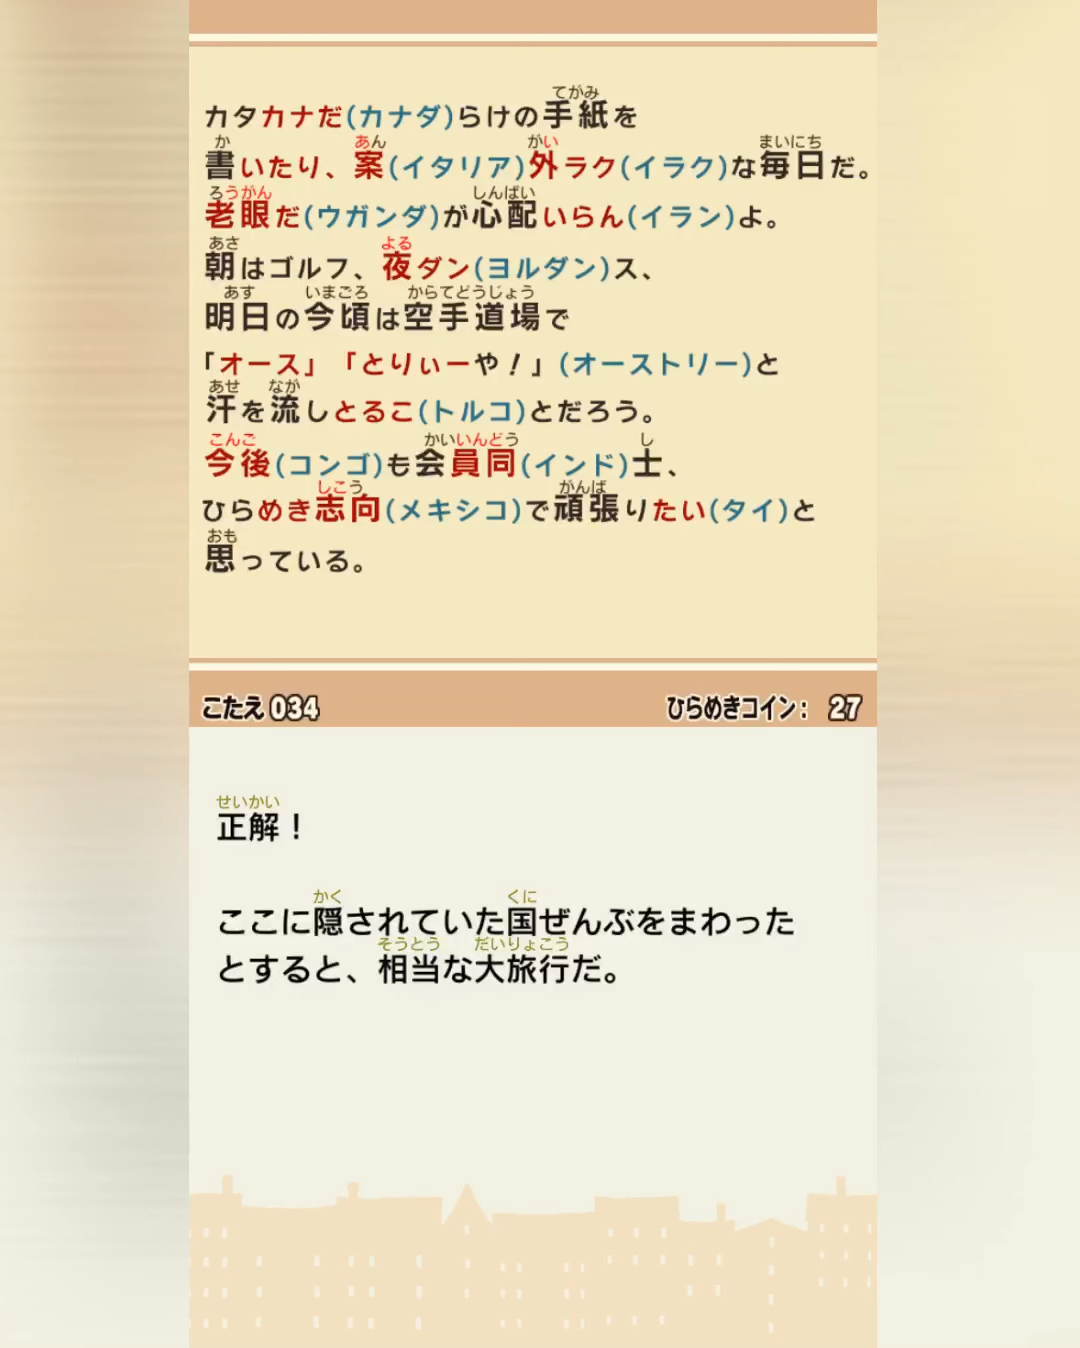 カタカナだ(カナダ)らけの手紙を
書いたり、案(イタリア)外ラク(イラク)な毎日だ。
老眼だ(ウガンダ)が心配いらん(イラン)よ。
朝はゴルフ、夜ダン(ヨルダン)ス、
明日の今頃は空手道場で
「オース」「とりぃーや！」(オーストリー)と
汗を流しとるこ(トルコ)とだろう。
今後(コンゴ)も会員同(インド)士、
ひらめき志向(メキシコ)で頑張りたい(タイ)と
思っている。
こたえ034 ひらめきコイン： 27
正解！
ここに隠されていた国ぜんぶをまわった
とすると、相当な大旅行だ。